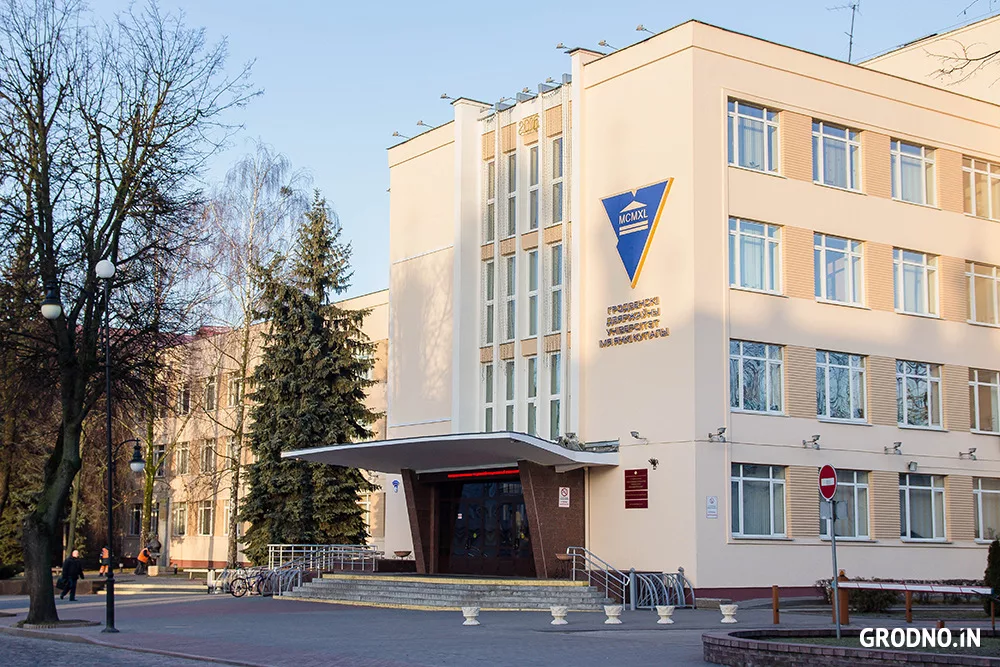 MCMXL
ГРОДЗЕНСКІ
ДЗЯРЖАЎНЫ
УНІВЕРСІТЭТ
ІМЯ ЯНКІ КУПАЛЫ
GRODNO.iN